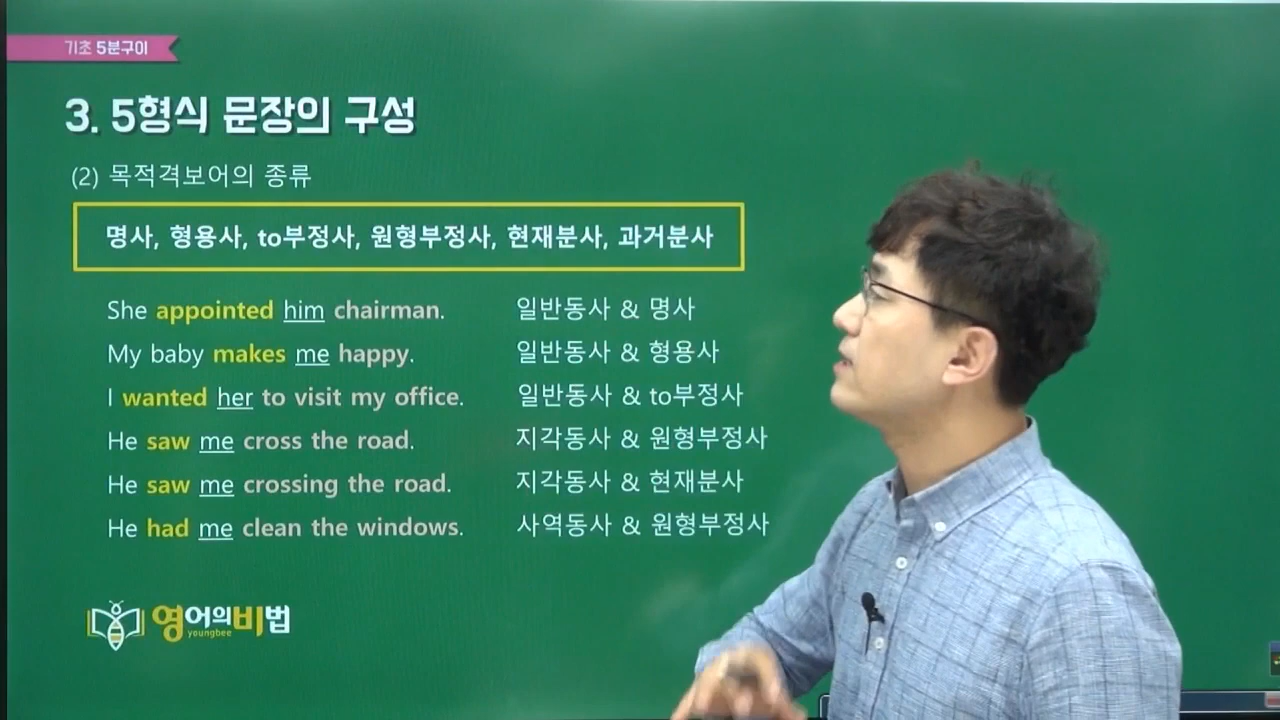 기초 5분구이
3. 5형식 문장의 구성
(2) 목적격보어의 종류
명사, 형용사, to부정사, 원형부정사, 현재분사, 과거분사
She appointed him chairman. 일반동사 & 명사
My baby makes me happy. 일반동사 & 형용사
I wanted her to visit my office. 일반동사 & to부정사
He saw me cross the road. 지각동사 & 원형부정사
He saw me crossing the road. 지각동사 & 현재분사
He had me clean the windows. 사역동사 & 원형부정사
영어의비법
youngbee